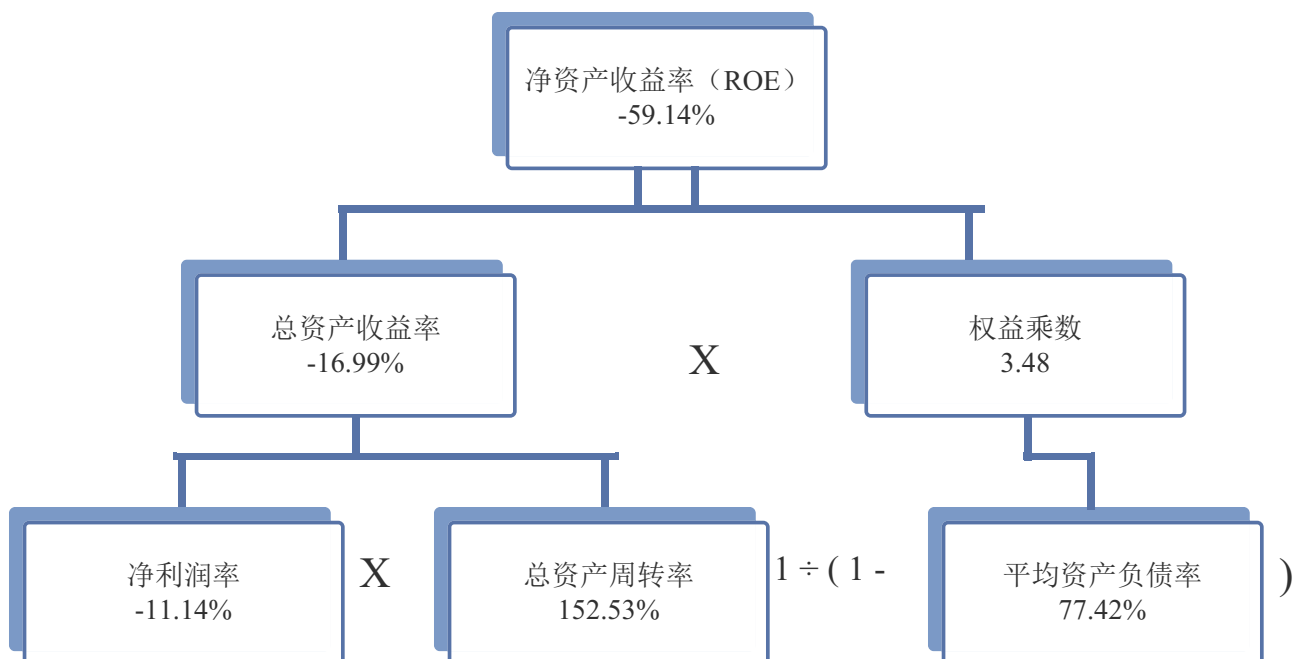 净资产收益率（ROE）
-59.14%
总资产收益率
-16.99%
X
权益乘数
3.48
净利润率
-11.14%
X
总资产周转率
152.53%
1 ÷ ( 1 -
平均资产负债率
77.42%
)